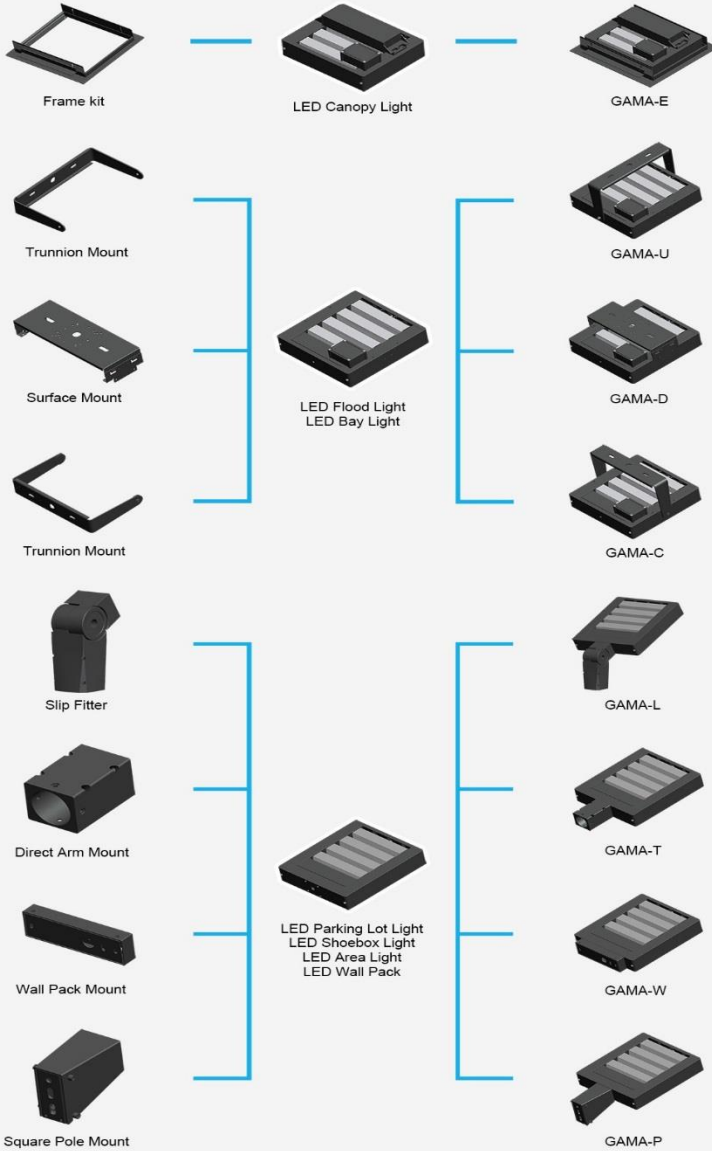 Frame kit
LED Canopy Light
GAMA-E
Trunnion Mount
GAMA-U
Surface Mount
LED Flood Light
LED Bay Light
GAMA-D
Trunnion Mount
GAMA-C
Slip Fitter
GAMA-L
Direct Arm Mount
GAMA-T
LED Parking Lot Light
LED Shoebox Light
LED Area Light
LED Wall Pack
Wall Pack Mount
GAMA-W
Square Pole Mount
GAMA-P